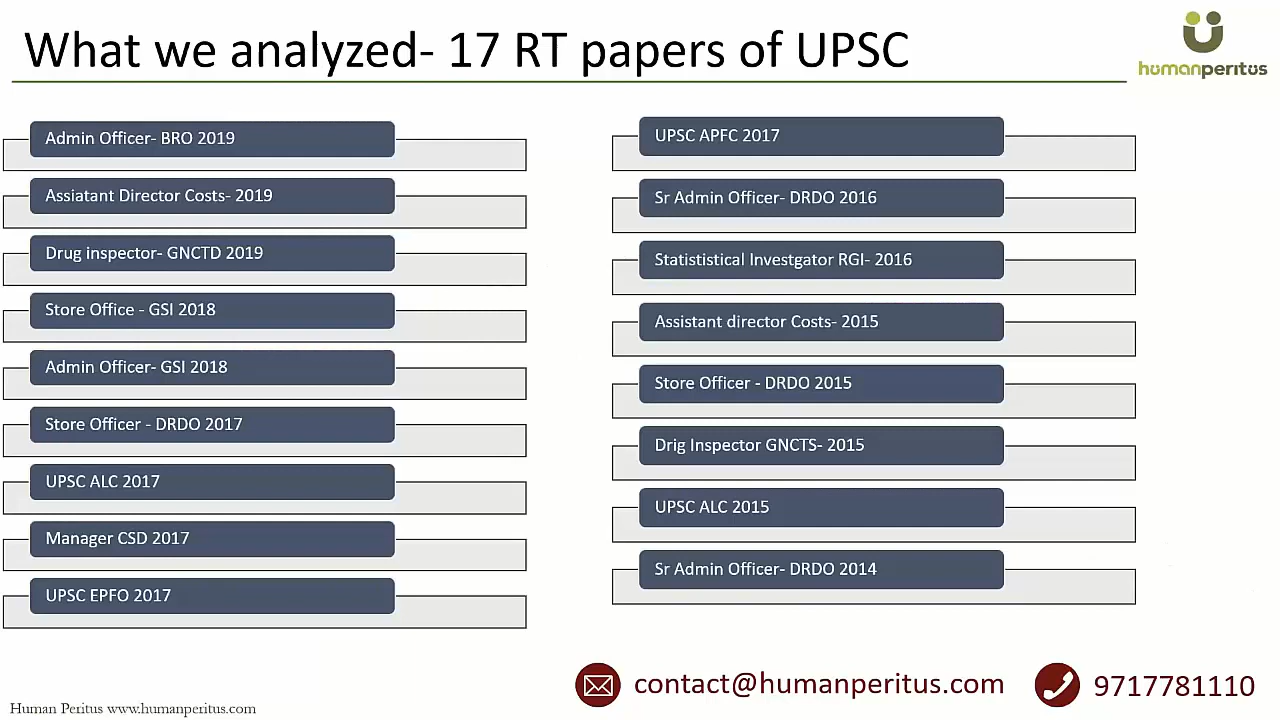 What we analyzed- 17 RT papers of UPSC
humanperitus
Admin Officer- BRO 2019
Assiatant Director Costs- 2019
Drug inspector- GNCTD 2019
Store Office - GSI 2018
Admin Officer- GSI 2018
Store Officer - DRDO 2017
UPSC ALC 2017
Manager CSD 2017
UPSC EPFO 2017
UPSC APFC 2017
Sr Admin Officer- DRDO 2016
Statististical Investgator RGI- 2016
Assistant director Costs- 2015
Store Officer - DRDO 2015
Drig Inspector GNCTS- 2015
UPSC ALC 2015
Sr Admin Officer- DRDO 2014
contact@humanperitus.com
9717781110
Human Peritus www.humanperitus.com